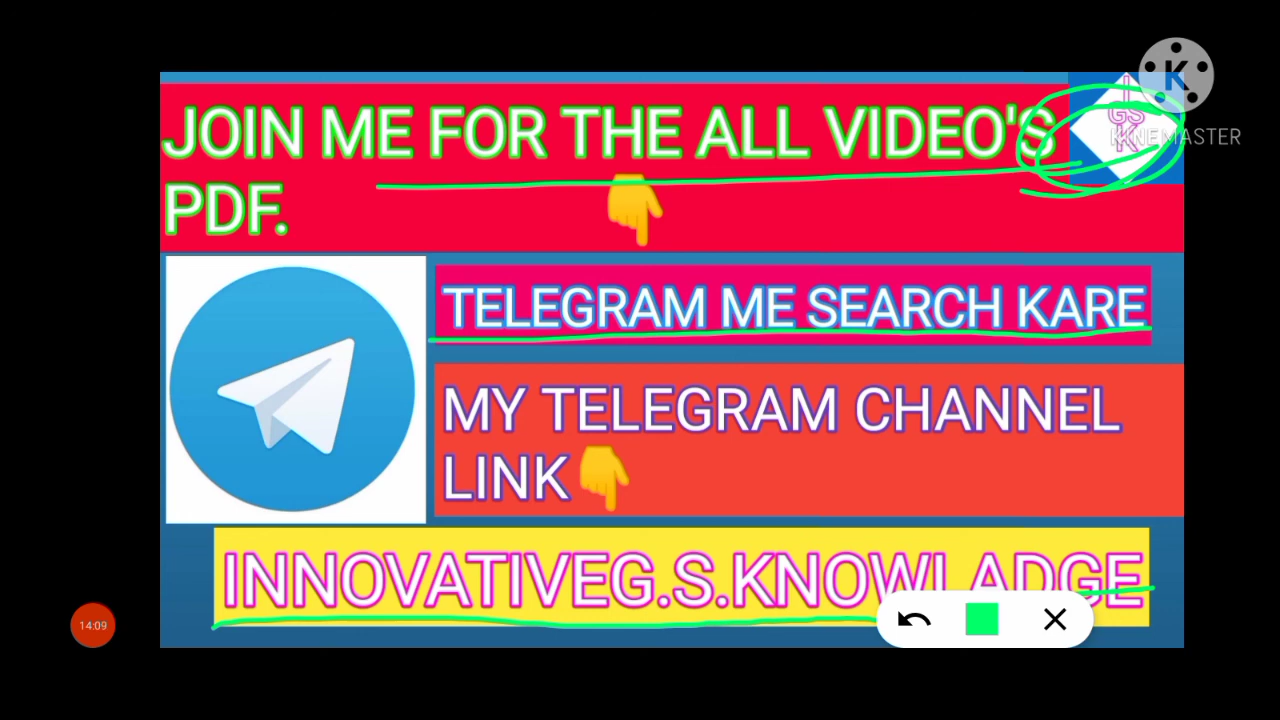 JOIN ME FOR THE ALL VIDEO'S
PDF.
I
GS
K
K
KINEMASTER
TELEGRAM ME SEARCH KARE
MY TELEGRAM CHANNEL
LINK
INNOVATIVEG.S.KNOWLADGE
14:09